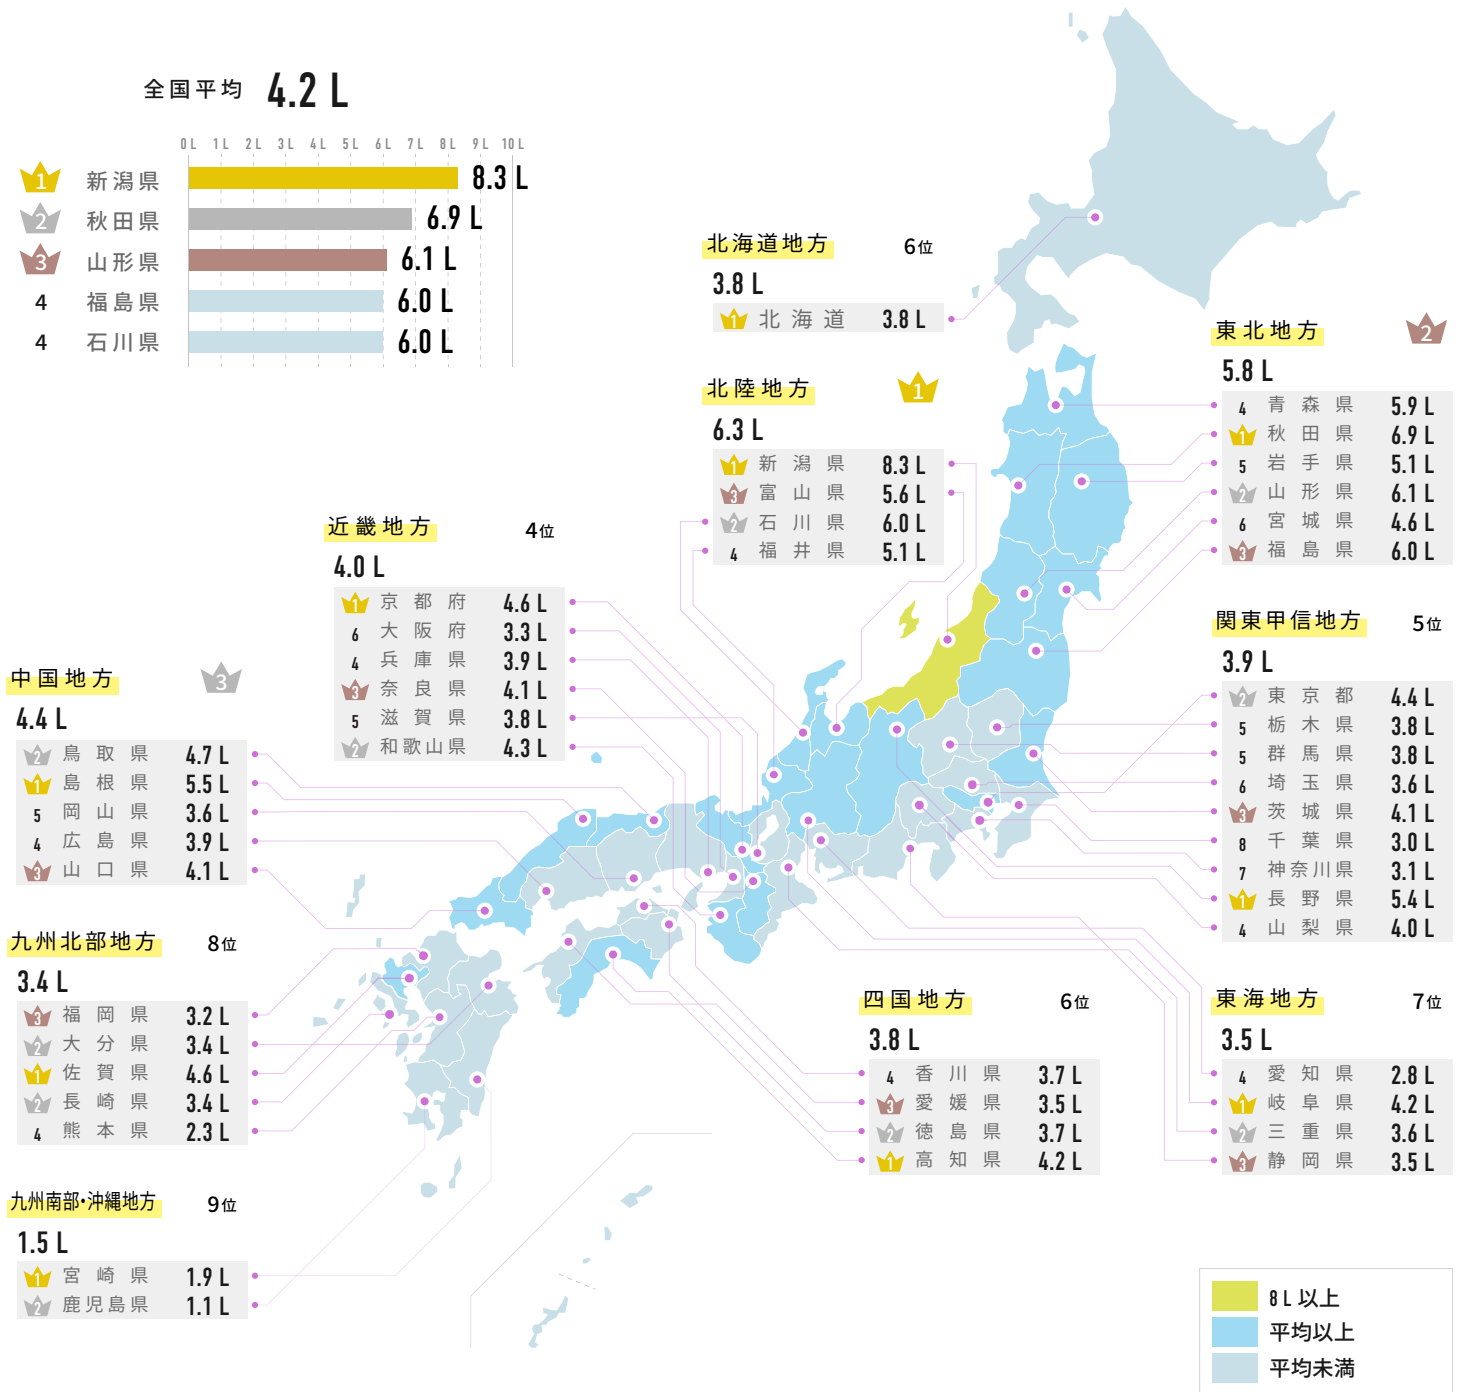 全国平均 4.2 L
0 L 1 L 2 L 3 L 4 L 5 L 6 L 7 L 8 L 9 L 10 L
1 新潟県 8.3 L
2 秋田県 6.9 L
3 山形県 6.1 L
4 福島県 6.0 L
4 石川県 6.0 L
北海道地方 6位
3.8 L
1 北海道 3.8 L
東北地方 2
5.8 L
4 青森県 5.9 L
1 秋田県 6.9 L
5 岩手県 5.1 L
2 山形県 6.1 L
6 宮城県 4.6 L
3 福島県 6.0 L
北陸地方 1
6.3 L
1 新潟県 8.3 L
3 富山県 5.6 L
2 石川県 6.0 L
4 福井県 5.1 L
近畿地方 4位
4.0 L
1 京都府 4.6 L
6 大阪府 3.3 L
4 兵庫県 3.9 L
3 奈良県 4.1 L
5 滋賀県 3.8 L
2 和歌山県 4.3 L
関東甲信地方 5位
3.9 L
2 東京都 4.4 L
5 栃木県 3.8 L
5 群馬県 3.8 L
6 埼玉県 3.6 L
3 茨城県 4.1 L
8 千葉県 3.0 L
7 神奈川県 3.1 L
1 長野県 5.4 L
4 山梨県 4.0 L
中国地方 3
4.4 L
2 鳥取県 4.7 L
1 島根県 5.5 L
5 岡山県 3.6 L
4 広島県 3.9 L
3 山口県 4.1 L
九州北部地方 8位
3.4 L
3 福岡県 3.2 L
2 大分県 3.4 L
1 佐賀県 4.6 L
2 長崎県 3.4 L
4 熊本県 2.3 L
四国地方 6位
3.8 L
4 香川県 3.7 L
3 愛媛県 3.5 L
2 徳島県 3.7 L
1 高知県 4.2 L
東海地方 7位
3.5 L
4 愛知県 2.8 L
1 岐阜県 4.2 L
2 三重県 3.6 L
3 静岡県 3.5 L
九州南部・沖縄地方 9位
1.5 L
1 宮崎県 1.9 L
2 鹿児島県 1.1 L
8 L 以上
平均以上
平均未満